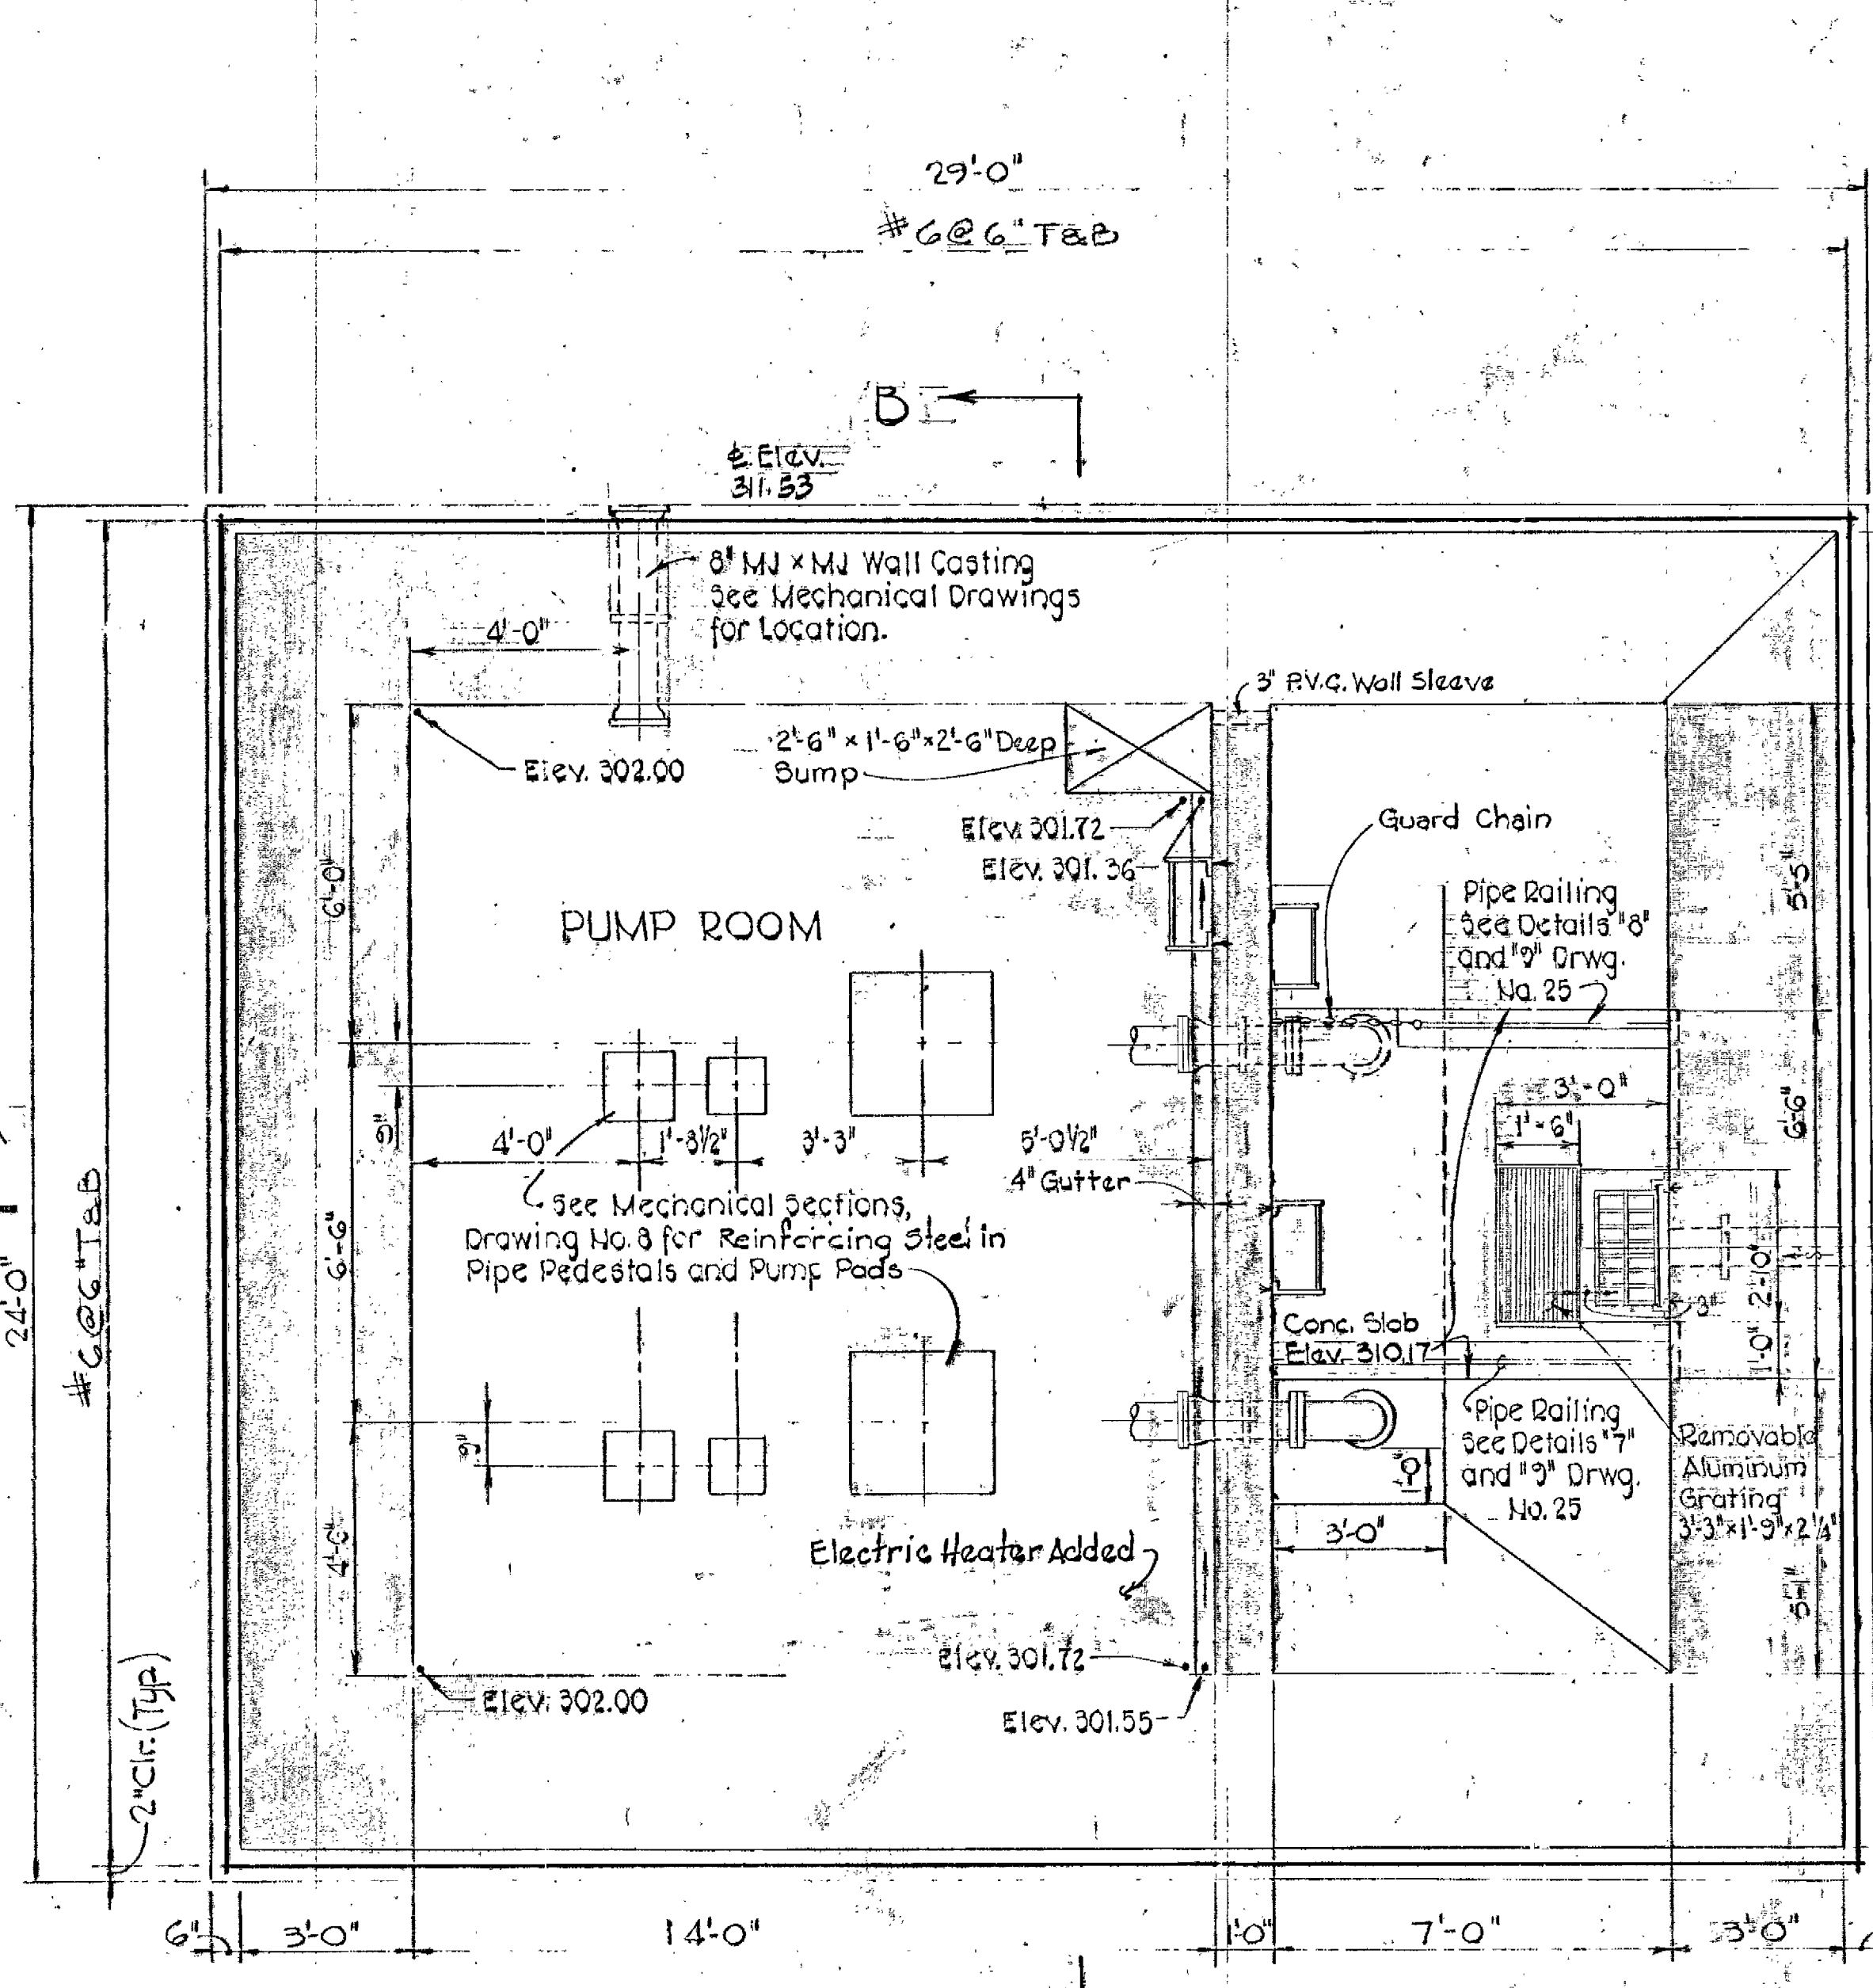 29'-0"
#6@6" T&B
B
℄ Elev.
311.53
8" MJ × MJ Wall Casting
See Mechanical Drawings
for Location.
4'-0"
3" P.V.C. Wall Sleeve
2'-6" × 1'-6" × 2'-6" Deep
Sump
Elev. 302.00
Elev. 301.72
Elev. 301.36
Guard Chain
6'-0"
5'-5"
PUMP ROOM
Pipe Railing
See Details "8"
and "9" Drwg.
No. 25
3'-0"
1'-6"
6'-6"
9"
4'-0"
1'-8 1/2"
3'-3"
5'-0 1/2"
4" Gutter
See Mechanical Sections,
Drawing No. 8 for Reinforcing Steel in
Pipe Pedestals and Pump Pads
24'-0"
#6@6" T&B
6'-6"
2'-10"
3"
1'-0"
Conc. Slab
Elev. 310.17
Pipe Railing
See Details "7"
and "9" Drwg.
No. 25
Removable
Aluminum
Grating
3'-3" × 1'-9" × 2 1/4"
9"
3'-0"
4'-6"
Electric Heater Added
5'-1"
Elev. 301.72
Elev. 302.00
Elev. 301.55
2" Clr. (Typ)
6"
3'-0"
14'-0"
1'-0"
7'-0"
3'-0"